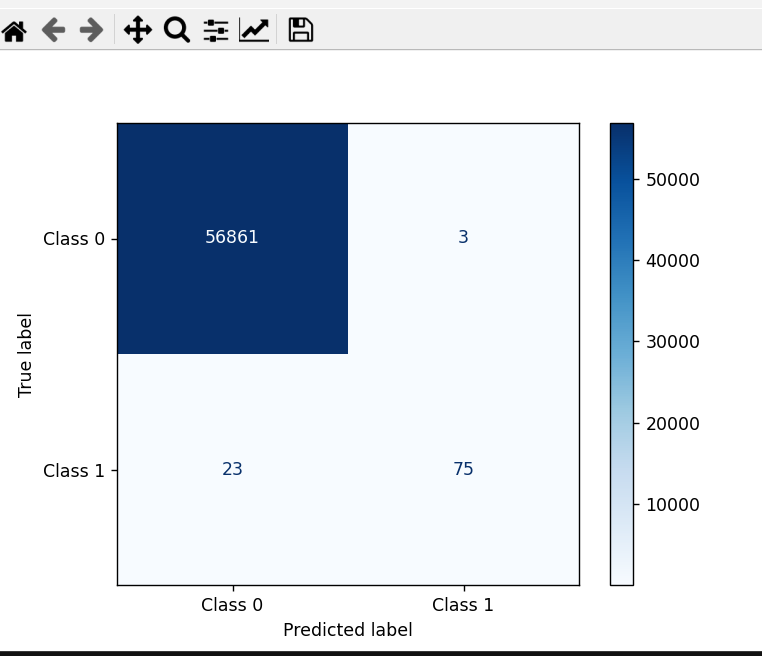 56861
3
23
75
Class 0
Class 1
True label
Class 0
Class 1
Predicted label
50000
40000
30000
20000
10000